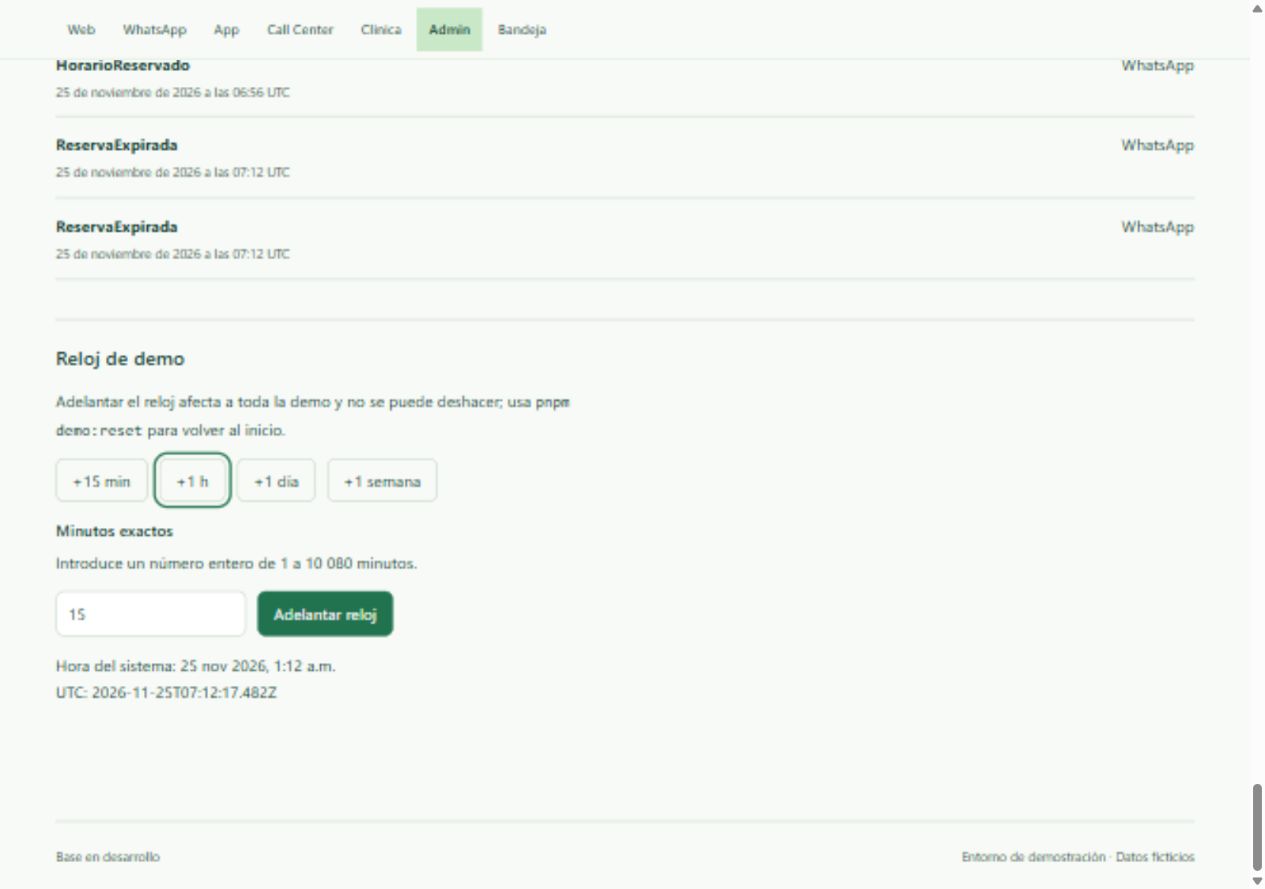 Web WhatsApp App Call Center Clínica Admin Bandeja
HorarioReservado WhatsApp
25 de noviembre de 2026 a las 06:56 UTC
ReservaExpirada WhatsApp
25 de noviembre de 2026 a las 07:12 UTC
ReservaExpirada WhatsApp
25 de noviembre de 2026 a las 07:12 UTC
Reloj de demo
Adelantar el reloj afecta a toda la demo y no se puede deshacer; usa pnpm
demo:reset para volver al inicio.
+15 min +1 h +1 día +1 semana
Minutos exactos
Introduce un número entero de 1 a 10 080 minutos.
15 Adelantar reloj
Hora del sistema: 25 nov 2026, 1:12 a.m.
UTC: 2026-11-25T07:12:17.482Z
Base en desarrollo Entorno de demostración · Datos ficticios